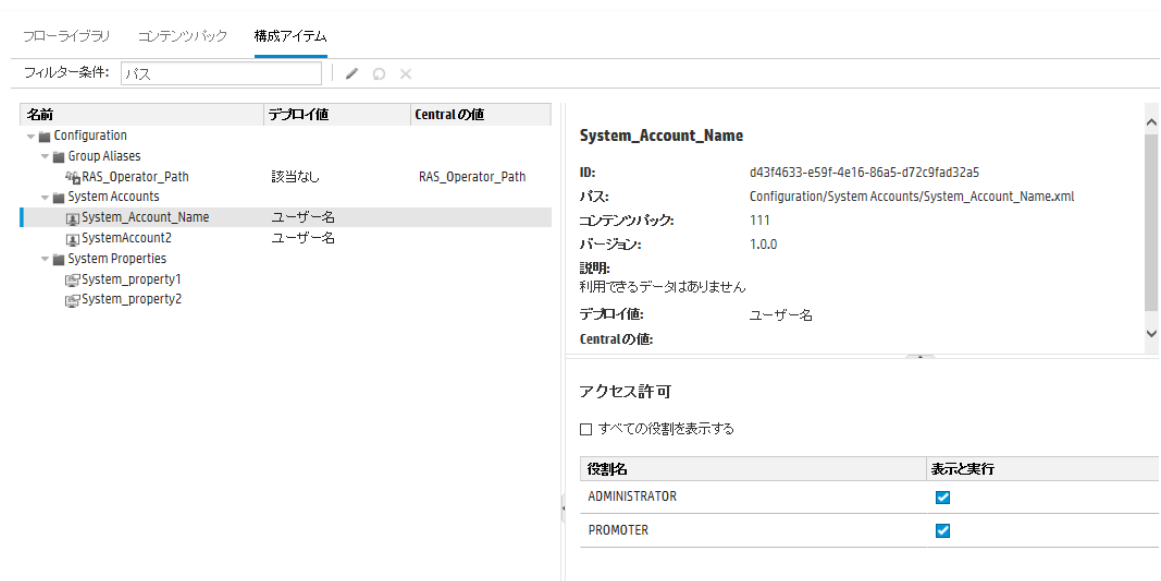 フローライブラリ コンテンツパック 構成アイテム
フィルター条件: パス
名前 デプロイ値 Centralの値
Configuration
Group Aliases
RAS_Operator_Path 該当なし RAS_Operator_Path
System Accounts
System_Account_Name ユーザー名
SystemAccount2 ユーザー名
System Properties
System_property1
System_property2
System_Account_Name
ID: d43f4633-e59f-4e16-86a5-d72c9fad32a5
パス: Configuration/System Accounts/System_Account_Name.xml
コンテンツパック: 111
バージョン: 1.0.0
説明:
利用できるデータはありません
デプロイ値: ユーザー名
Centralの値:
アクセス許可
すべての役割を表示する
役割名 表示と実行
ADMINISTRATOR
PROMOTER